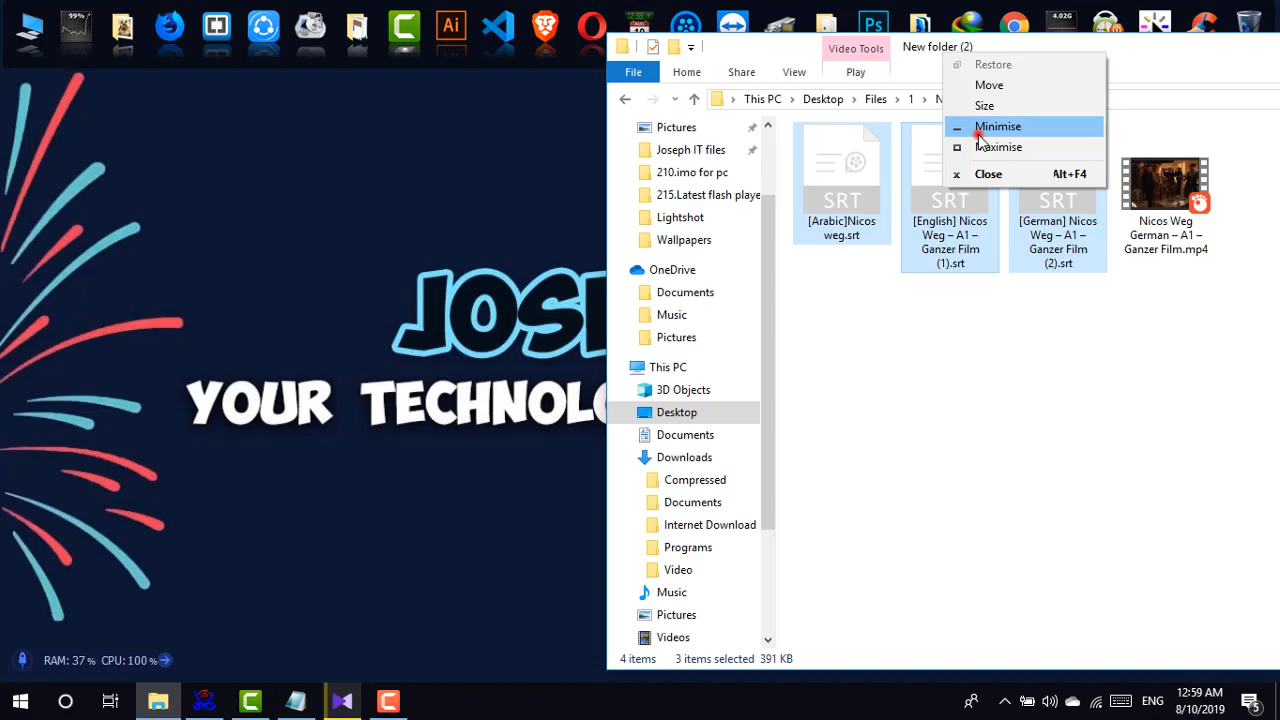 99%
4.02G
Video Tools
New folder (2)
File
Home
Share
View
Play
This PC
Desktop
Files
1
N
Restore
Move
Size
Minimise
Maximise
Close
Alt+F4
Pictures
Joseph IT files
210.imo for pc
215.Latest flash playe
Lightshot
Wallpapers
OneDrive
Documents
Music
Pictures
This PC
3D Objects
Desktop
Documents
Downloads
Compressed
Documents
Internet Download
Programs
Video
Music
Pictures
Videos
SRT
[Arabic]Nicos
weg.srt
SRT
[English] Nicos
Weg – A1 –
Ganzer Film
(1).srt
SRT
[German] Nicos
Weg – A1 –
Ganzer Film
(2).srt
Nicos Weg
German – A1 –
Ganzer Film.mp4
4 items
3 items selected
391 KB
JOSE
YOUR TECHNOLO
RAM: 37 %
CPU: 100 %
ENG
12:59 AM
8/10/2019
5